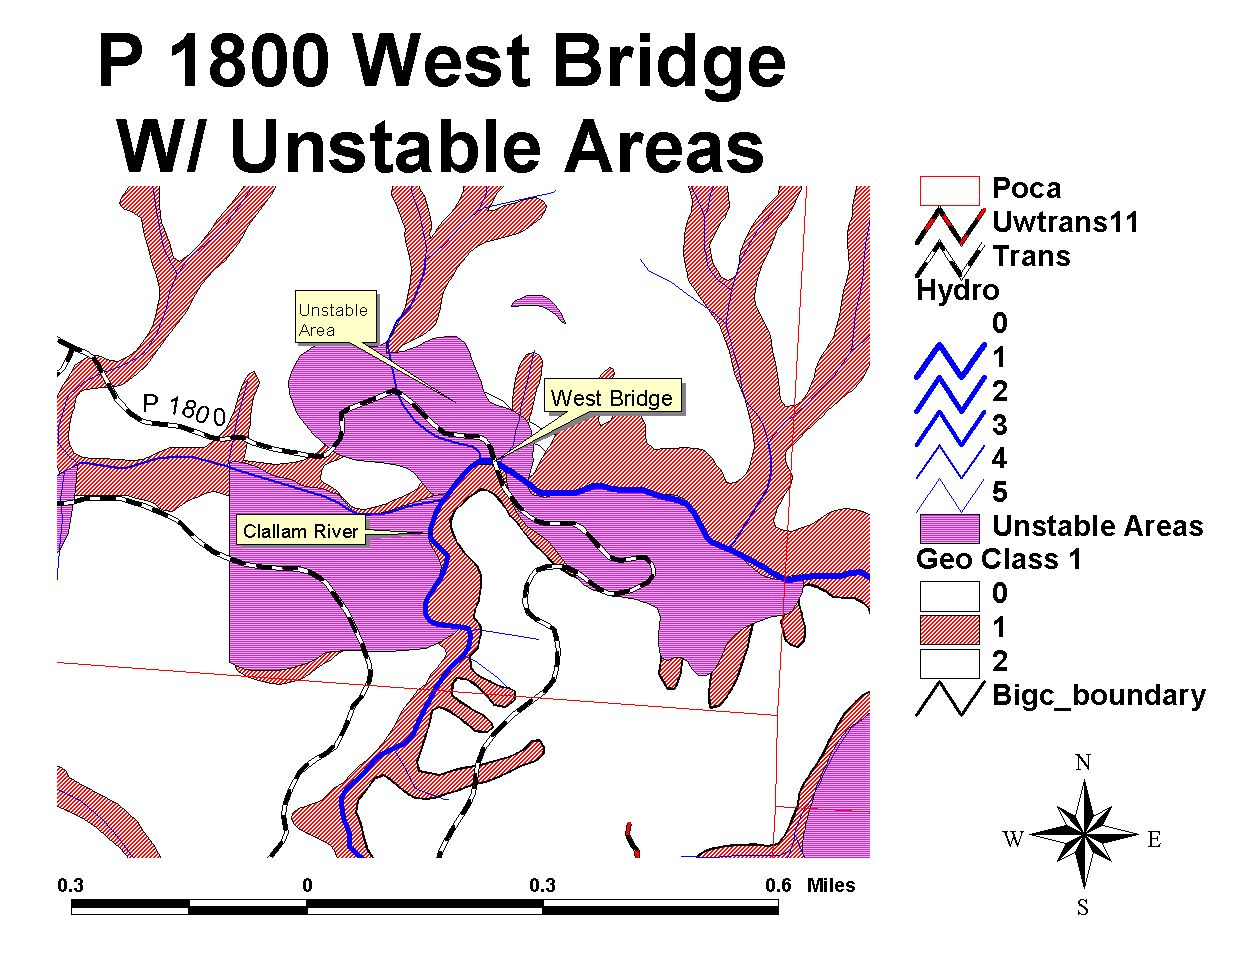 P 1800 West Bridge
W/ Unstable Areas
Unstable
Area
West Bridge
P 1800
Clallam River
Poca
Uwtrans11
Trans
Hydro
0
1
2
3
4
5
Unstable Areas
Geo Class 1
0
1
2
Bigc_boundary
N
W E
S
0.3 0 0.3 0.6 Miles